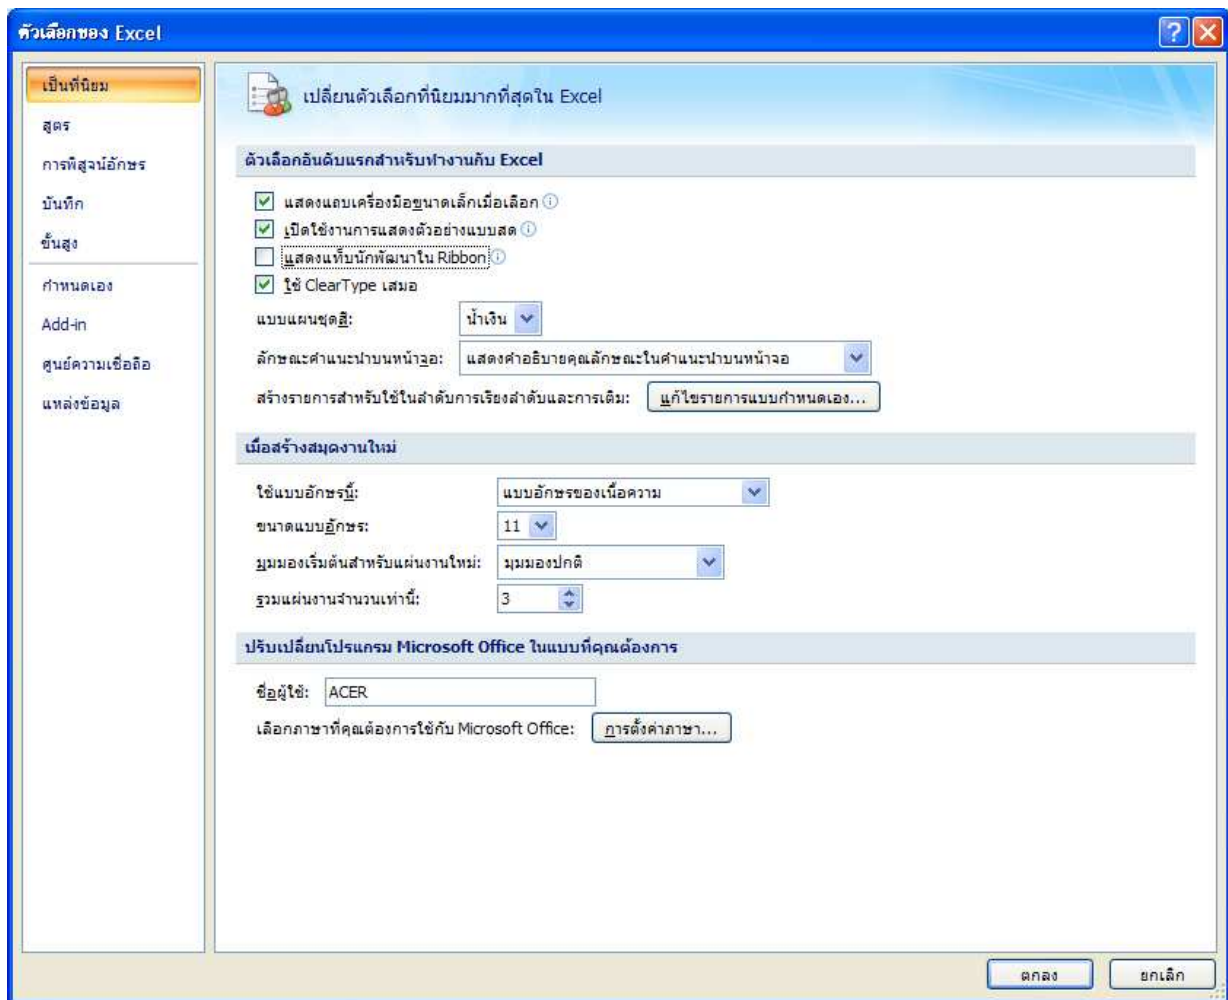 ตัวเลือกของ Excel
เป็นที่นิยม
สูตร
การพิสูจน์อักษร
บันทึก
ขั้นสูง
กำหนดเอง
Add-in
ศูนย์ความเชื่อถือ
แหล่งข้อมูล
เปลี่ยนตัวเลือกที่นิยมมากที่สุดใน Excel
ตัวเลือกอันดับแรกสำหรับทำงานกับ Excel
แสดงแถบเครื่องมือขนาดเล็กเมื่อเลือก
เปิดใช้งานการแสดงตัวอย่างแบบสด
แสดงแท็บนักพัฒนาใน Ribbon
ใช้ ClearType เสมอ
แบบแผนชุดสี: น้ำเงิน
ลักษณะคำแนะนำบนหน้าจอ: แสดงคำอธิบายคุณลักษณะในคำแนะนำบนหน้าจอ
สร้างรายการสำหรับใช้ในลำดับการเรียงลำดับและการเติม: แก้ไขรายการแบบกำหนดเอง...
เมื่อสร้างสมุดงานใหม่
ใช้แบบอักษรนี้: แบบอักษรของเนื้อความ
ขนาดแบบอักษร: 11
มุมมองเริ่มต้นสำหรับแผ่นงานใหม่: มุมมองปกติ
รวมแผ่นงานจำนวนเท่านี้: 3
ปรับเปลี่ยนโปรแกรม Microsoft Office ในแบบที่คุณต้องการ
ชื่อผู้ใช้: ACER
เลือกภาษาที่คุณต้องการใช้กับ Microsoft Office: การตั้งค่าภาษา...
ตกลง ยกเลิก